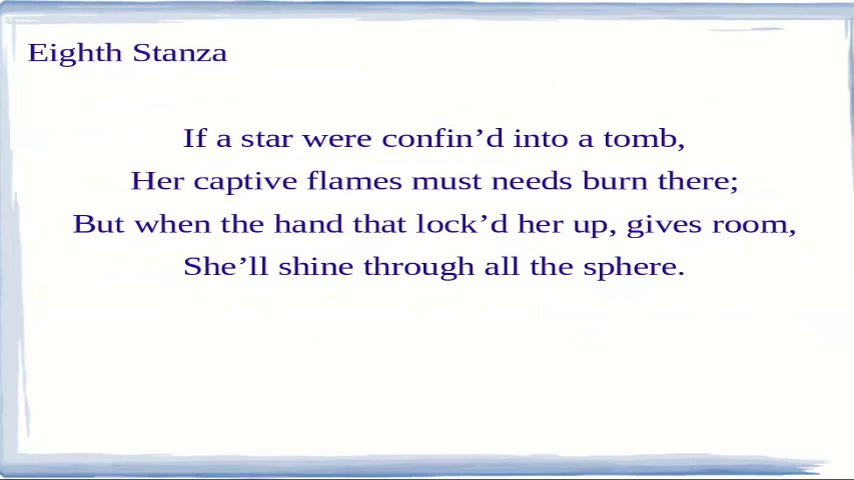 Eighth Stanza
If a star were confin’d into a tomb,
Her captive flames must needs burn there;
But when the hand that lock’d her up, gives room,
She’ll shine through all the sphere.